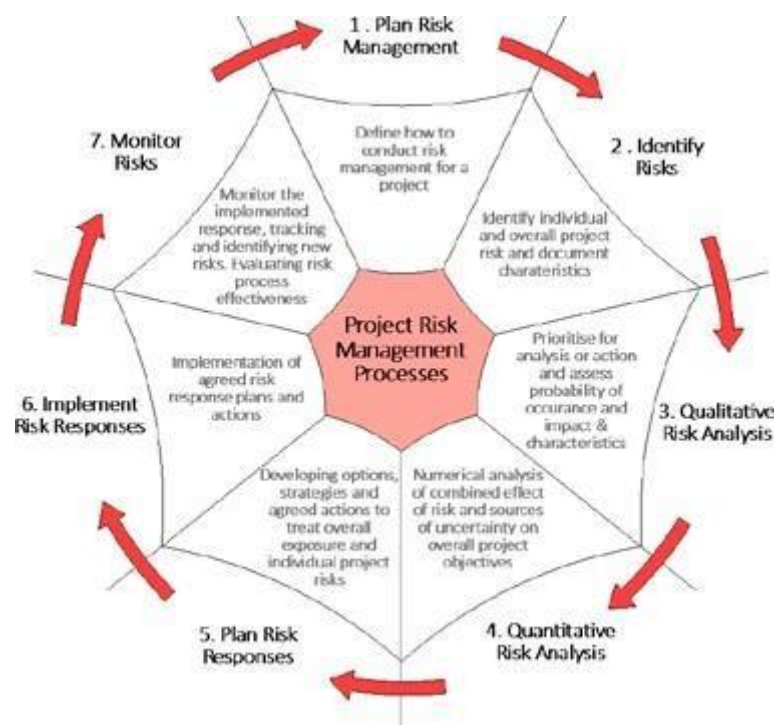 1 . Plan Risk
Management
Define how to
conduct risk
management for a
project
2 . Identify
Risks
Identify individual
and overall project
risk and document
charateristics
Prioritise for
analysis or action
and assess
probability of
occurance and
impact &
characteristics
3. Qualitative
Risk Analysis
Numerical analysis
of combined effect
of risk and sources
of uncertainty on
overall project
objectives
4. Quantitative
Risk Analysis
Developing options,
strategies and
agreed actions to
treat overall
exposure and
individual project
risks
5. Plan Risk
Responses
Implementation of
agreed risk
response plans and
actions
6. Implement
Risk Responses
Monitor the
implemented
response, tracking
and identifying new
risks. Evaluating risk
process
effectiveness
7. Monitor
Risks
Project Risk
Management
Processes